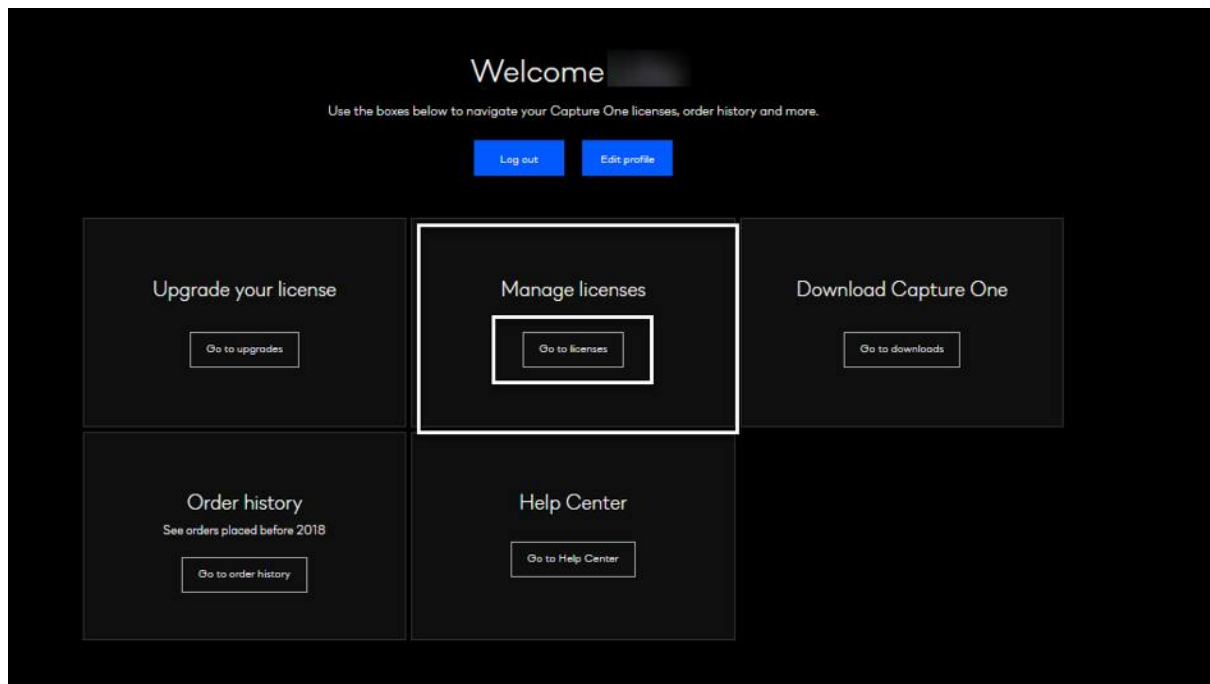 Welcome
Use the boxes below to navigate your Capture One licenses, order history and more.
Log out
Edit profile
Upgrade your license
Go to upgrades
Manage licenses
Go to licenses
Download Capture One
Go to downloads
Order history
See orders placed before 2018
Go to order history
Help Center
Go to Help Center